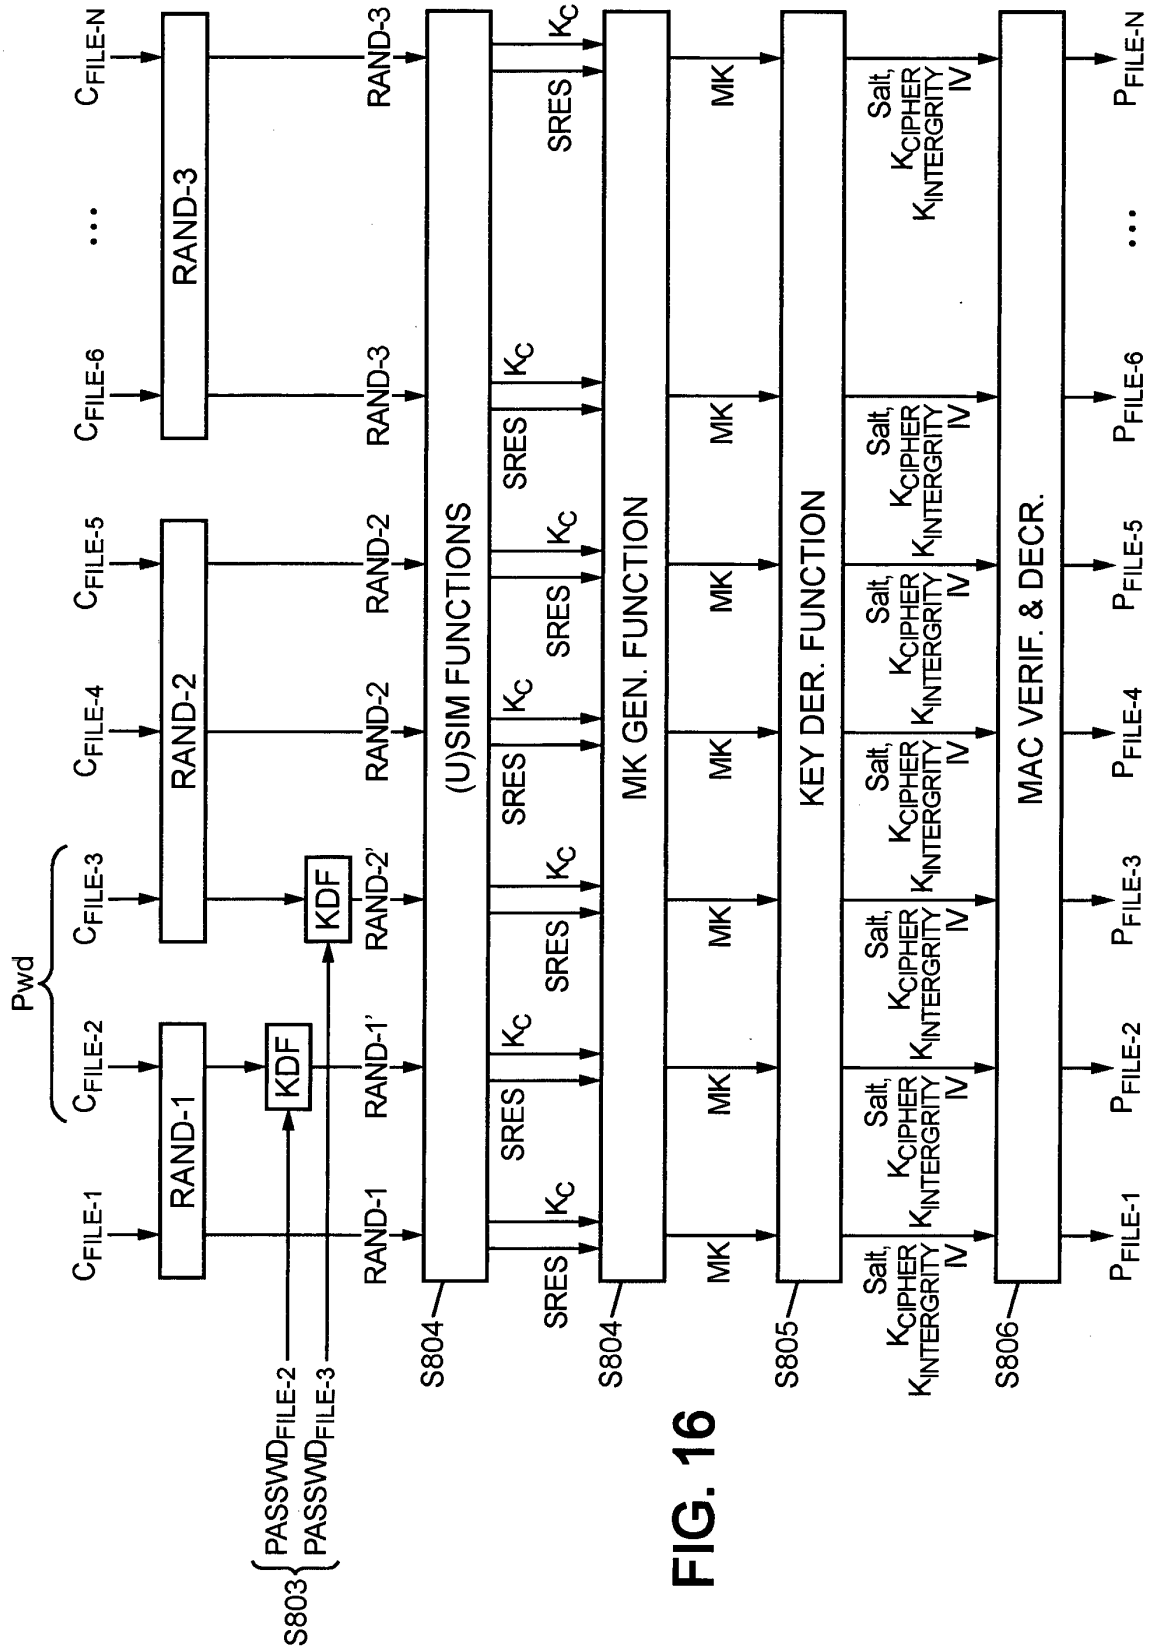 Pwd
CFILE-1 CFILE-2 CFILE-3 CFILE-4 CFILE-5 CFILE-6 ... CFILE-N
RAND-1 RAND-2 RAND-3
KDF KDF
S803 PASSWDFILE-2
PASSWDFILE-3
RAND-1 RAND-1' RAND-2' RAND-2 RAND-2 RAND-3 RAND-3
S804 (U)SIM FUNCTIONS
SRES KC SRES KC SRES KC SRES KC SRES KC SRES KC SRES KC
S804 MK GEN. FUNCTION
MK MK MK MK MK MK MK
S805 KEY DER. FUNCTION
Salt, Salt, Salt, Salt, Salt, Salt, Salt,
KCIPHER KCIPHER KCIPHER KCIPHER KCIPHER KCIPHER KCIPHER
KINTERGRITY KINTERGRITY KINTERGRITY KINTERGRITY KINTERGRITY KINTERGRITY KINTERGRITY
IV IV IV IV IV IV IV
S806 MAC VERIF. & DECR.
PFILE-1 PFILE-2 PFILE-3 PFILE-4 PFILE-5 PFILE-6 ... PFILE-N
FIG. 16